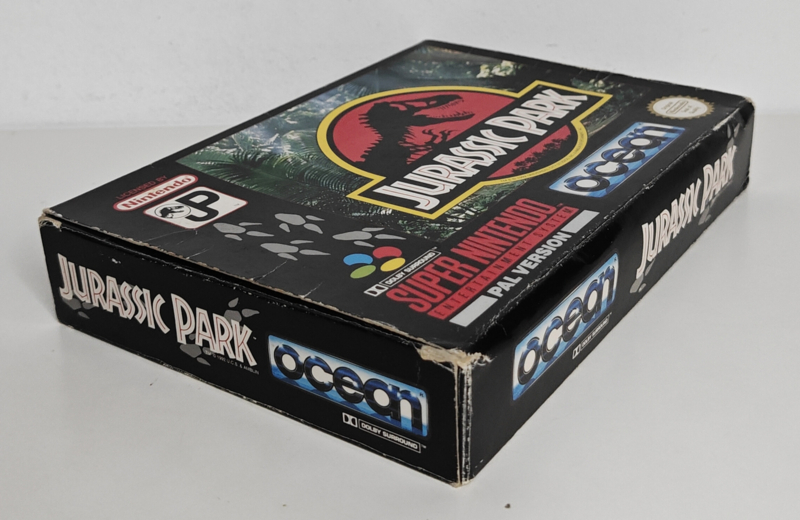 JURASSIC PARK
ocean
LICENSED BY
Nintendo
JP
DOLBY SURROUND
SUPER NINTENDO
ENTERTAINMENT SYSTEM
PAL VERSION
JURASSIC PARK
ocean
DOLBY SURROUND
JURASSIC PARK
ocean
DOLBY SURROUND